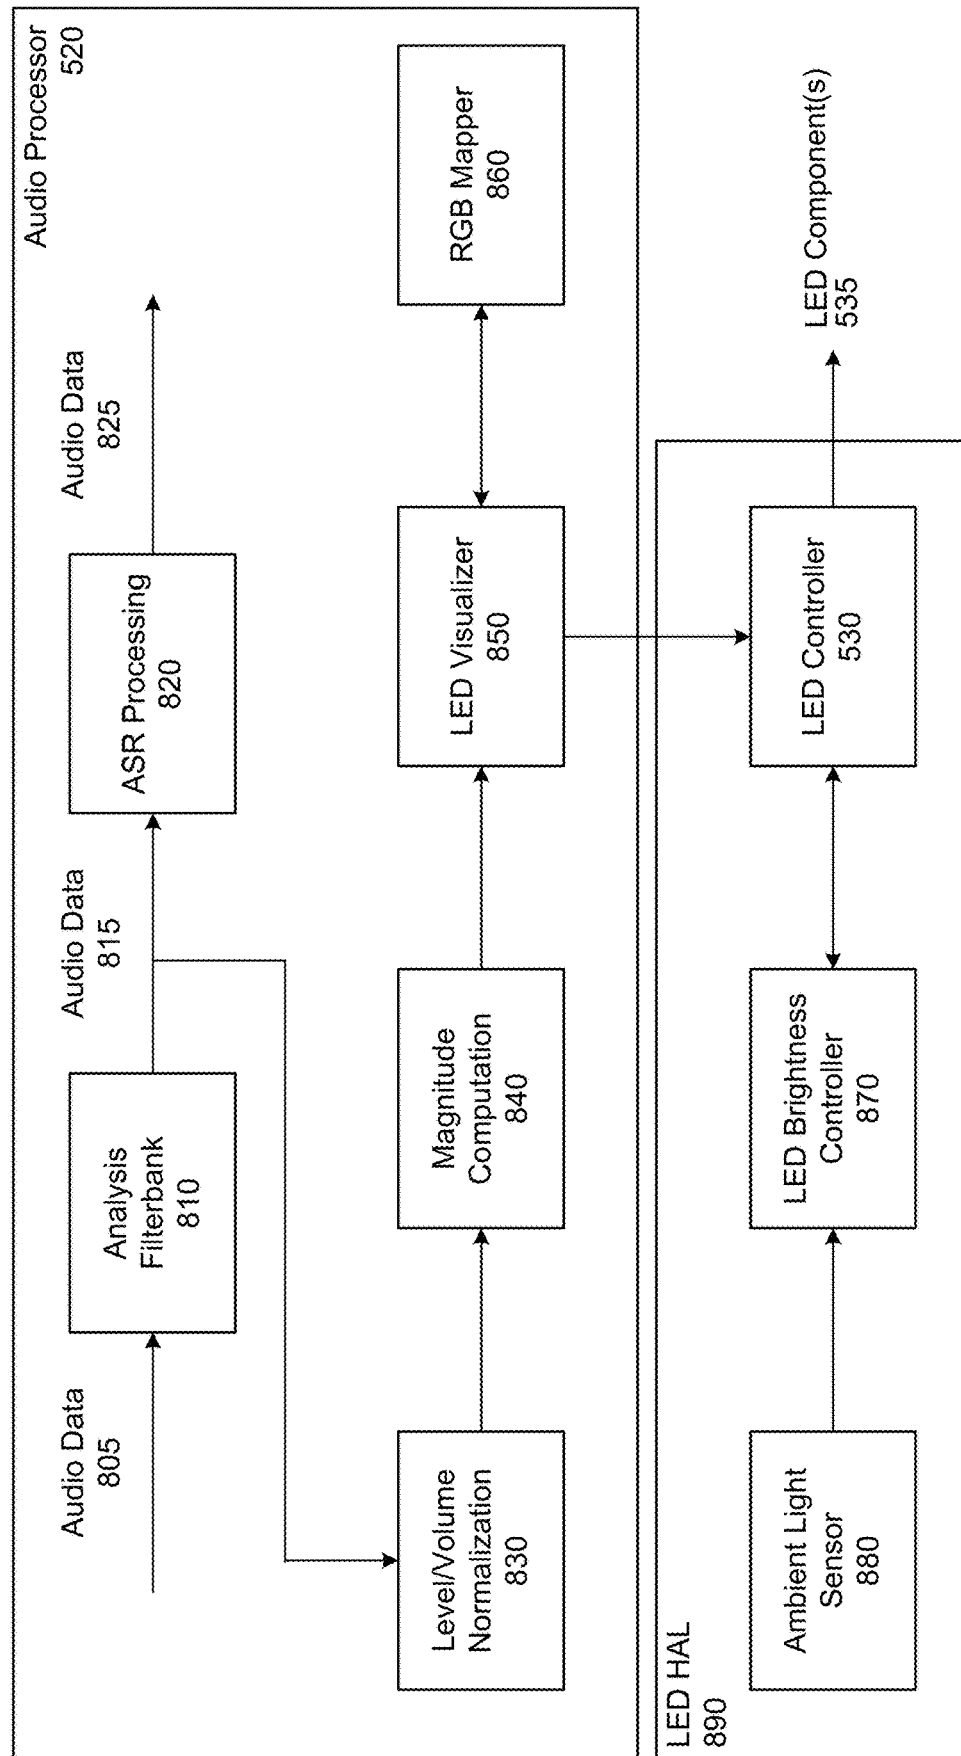 Audio Processor
520
Audio Data
805
Analysis
Filterbank
810
Audio Data
815
ASR Processing
820
Audio Data
825
Level/Volume
Normalization
830
Magnitude
Computation
840
LED Visualizer
850
RGB Mapper
860
LED HAL
890
Ambient Light
Sensor
880
LED Brightness
Controller
870
LED Controller
530
LED Component(s)
535